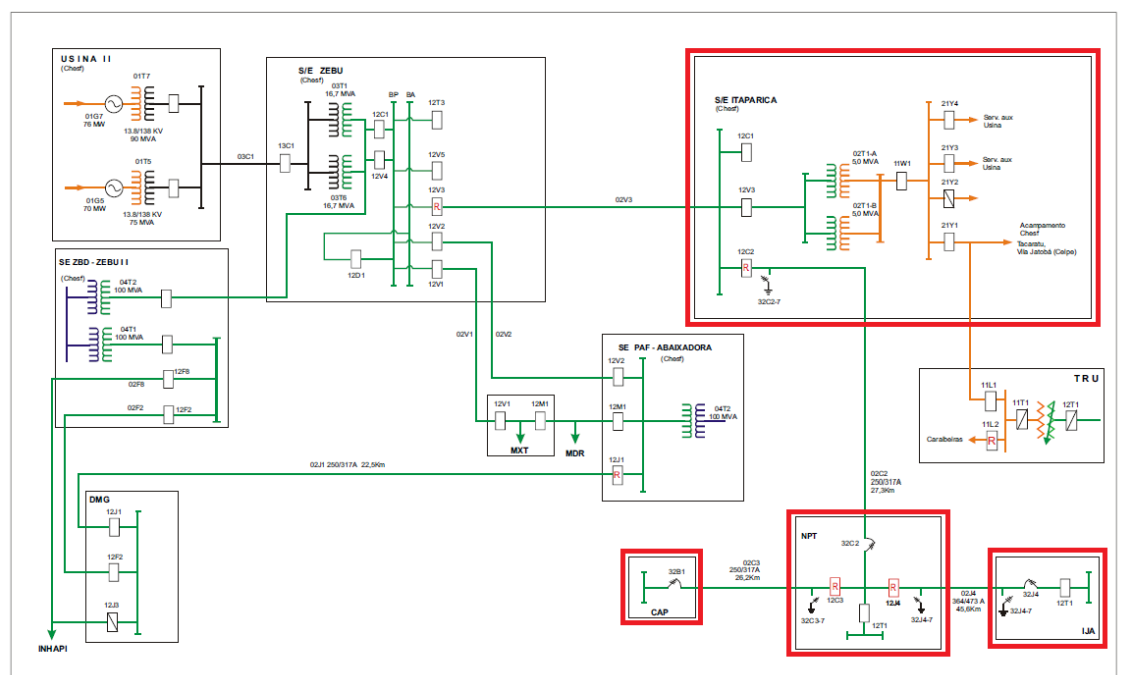 USINA II
(Chesf)
01T7
01G7
76 MW
13.8/138 KV
90 MVA
01T5
01G5
70 MW
13.8/138 KV
75 MVA
03C1
S/E ZEBU
(Chesf)
03T1
16,7 MVA
BP
BA
12T3
12C1
13C1
12V4
12V5
12V3
R
03T6
16,7 MVA
12V2
12D1
12V1
02V3
S/E ITAPARICA
(Chesf)
12C1
12V3
02T1-A
5,0 MVA
02T1-B
5,0 MVA
11W1
21Y4
Serv. aux
Usina
21Y3
Serv. aux
Usina
21Y2
21Y1
Acampamento
Chesf
Tacaratu,
Vila Jatobá (Celpe)
12C2
R
32C2-7
SE ZBD - ZEBU II
(Chesf)
04T2
100 MVA
04T1
100 MVA
12F8
02F8
02F2
12F2
02V1
02V2
SE PAF - ABAIXADORA
(Chesf)
12V2
12M1
04T2
100 MVA
12J1
R
12V1
12M1
MXT
MDR
02J1 250/317A 22,5Km
TRU
11L1
11T1
12T1
11L2
R
Caraibeiras
02C2
250/317A
27,3Km
DMG
12J1
12F2
12J3
INHAPI
32B1
CAP
02C3
250/317A
26,2Km
NPT
32C2
R
12C3
R
12J4
32C3-7
12T1
32J4-7
02J4
364/473 A
45,6Km
32J4
12T1
32J4-7
IJA